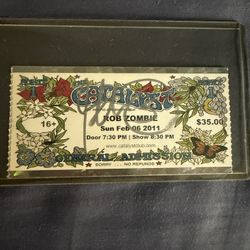 THE CATALYST
ROB ZOMBIE
16+
Sun Feb 06 2011
$35.00
Door 7:30 PM | Show 8:30 PM
www.catalystclub.com
GENERAL ADMISSION
SORRY ... NO REFUNDS